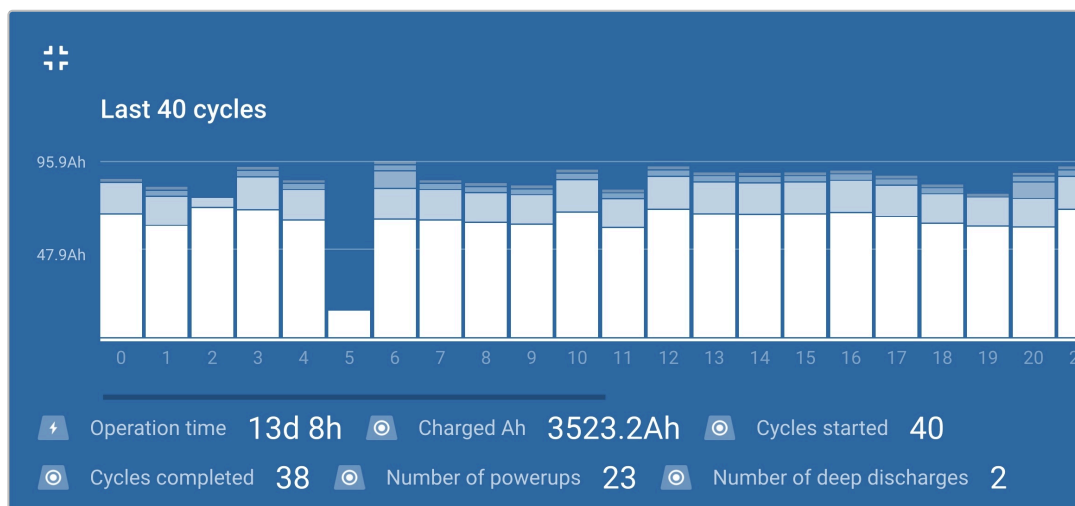 Last 40 cycles
95.9Ah
47.9Ah
0 1 2 3 4 5 6 7 8 9 10 11 12 13 14 15 16 17 18 19 20
Operation time 13d 8h Charged Ah 3523.2Ah Cycles started 40
Cycles completed 38 Number of powerups 23 Number of deep discharges 2